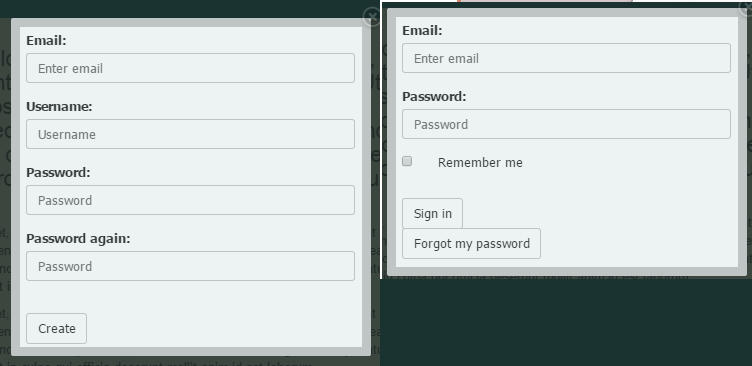 Email:
Enter email
Username:
Username
Password:
Password
Password again:
Password
Create
Email:
Enter email
Password:
Password
Remember me
Sign in
Forgot my password